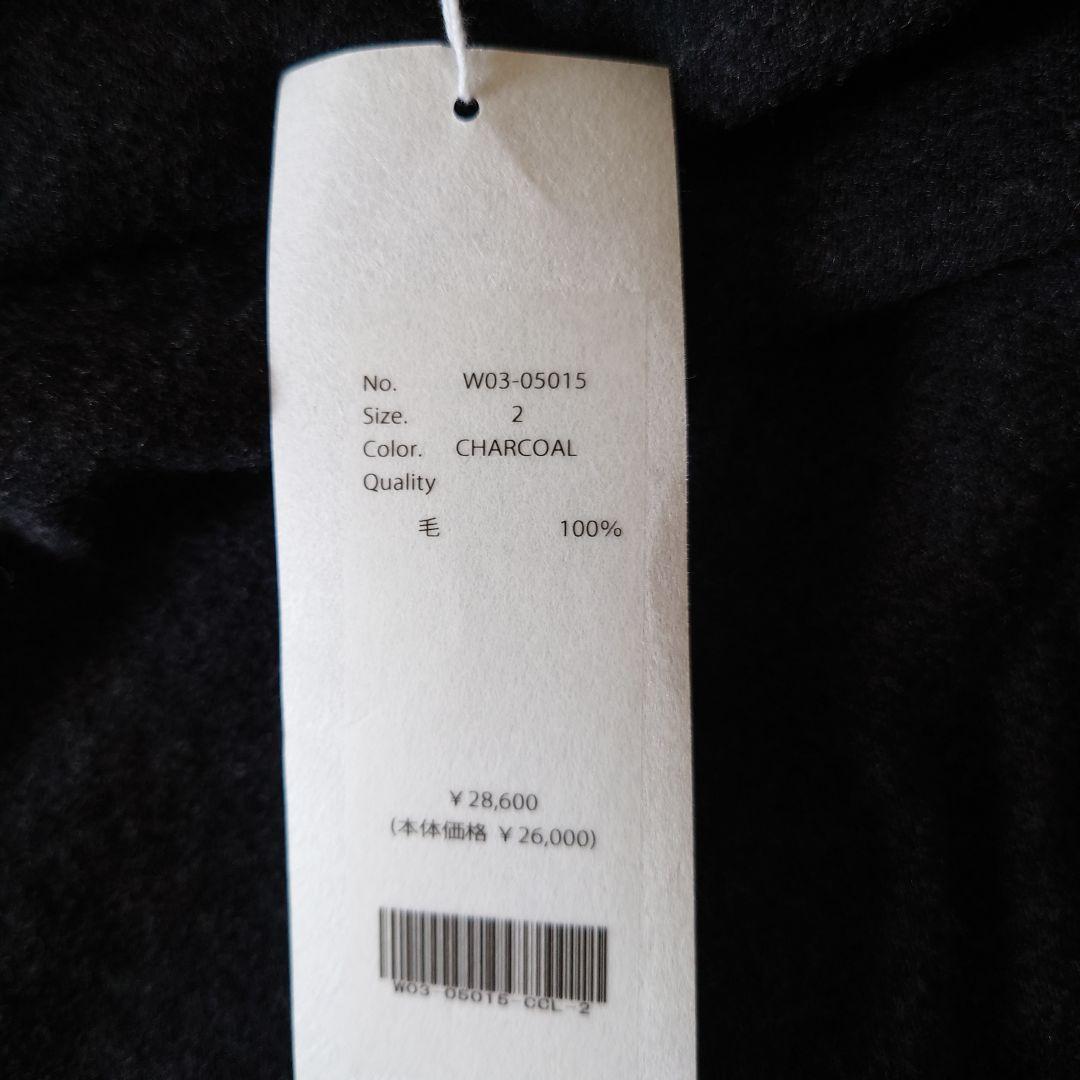 No. W03-05015
Size. 2
Color. CHARCOAL
Quality
毛 100%
¥28,600
(本体価格 ¥26,000)
W03-05015-CCL-2